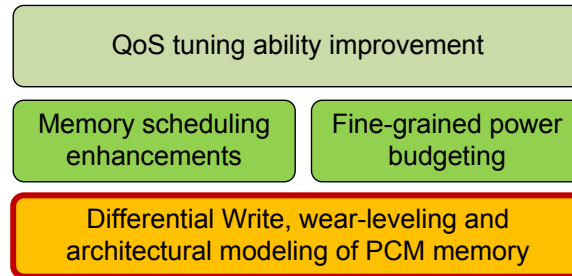 QoS tuning ability improvement
Memory scheduling
enhancements
Fine-grained power
budgeting
Differential Write, wear-leveling and
architectural modeling of PCM memory